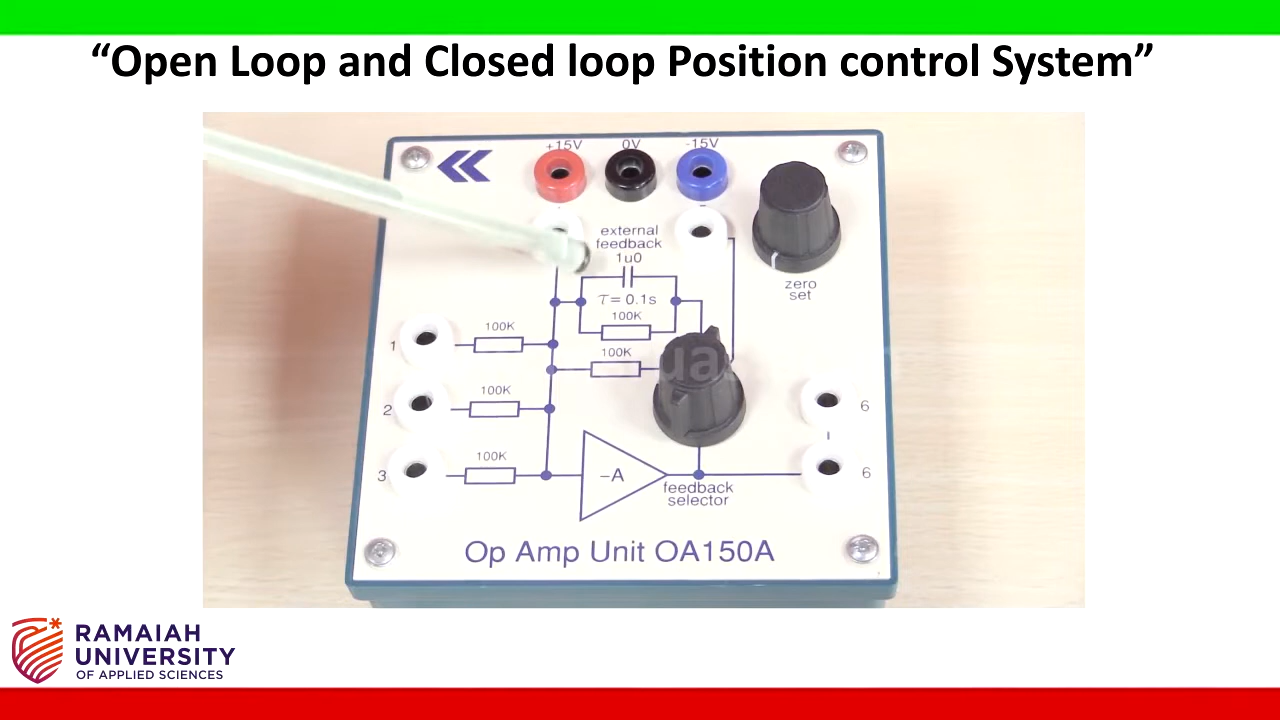 “Open Loop and Closed loop Position control System”
+15V 0V -15V
external
feedback
1u0
zero
set
τ = 0.1s
100K
100K
1
100K
2
100K
6
3
100K
–A
6
feedback
selector
Op Amp Unit OA150A
RAMAIAH
UNIVERSITY
OF APPLIED SCIENCES